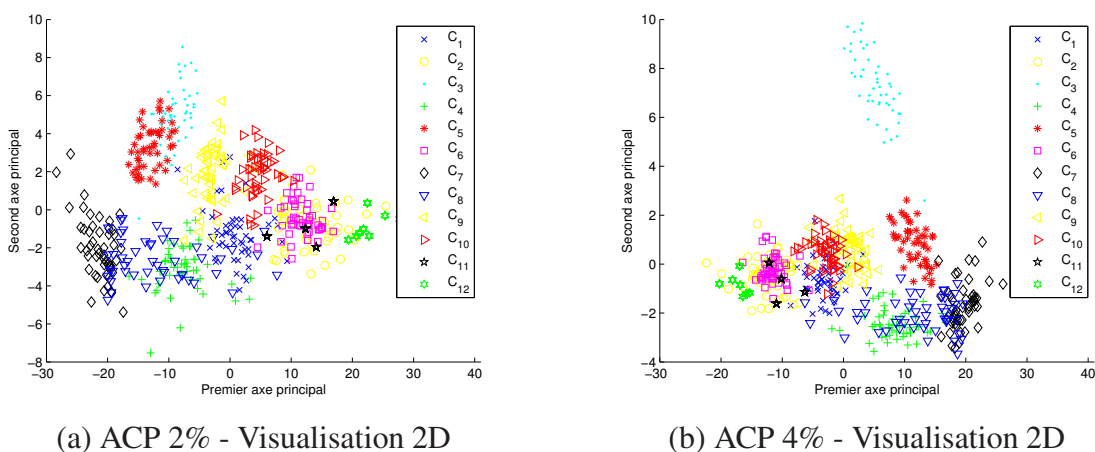 10
8
6
4
2
0
−2
−4
−6
−8
−30 −20 −10 0 10 20 30 40
Premier axe principal
Second axe principal
C1
C2
C3
C4
C5
C6
C7
C8
C9
C10
C11
C12
(a) ACP 2% - Visualisation 2D
10
8
6
4
2
0
−2
−4
−30 −20 −10 0 10 20 30 40
Premier axe principal
Second axe principal
C1
C2
C3
C4
C5
C6
C7
C8
C9
C10
C11
C12
(b) ACP 4% - Visualisation 2D